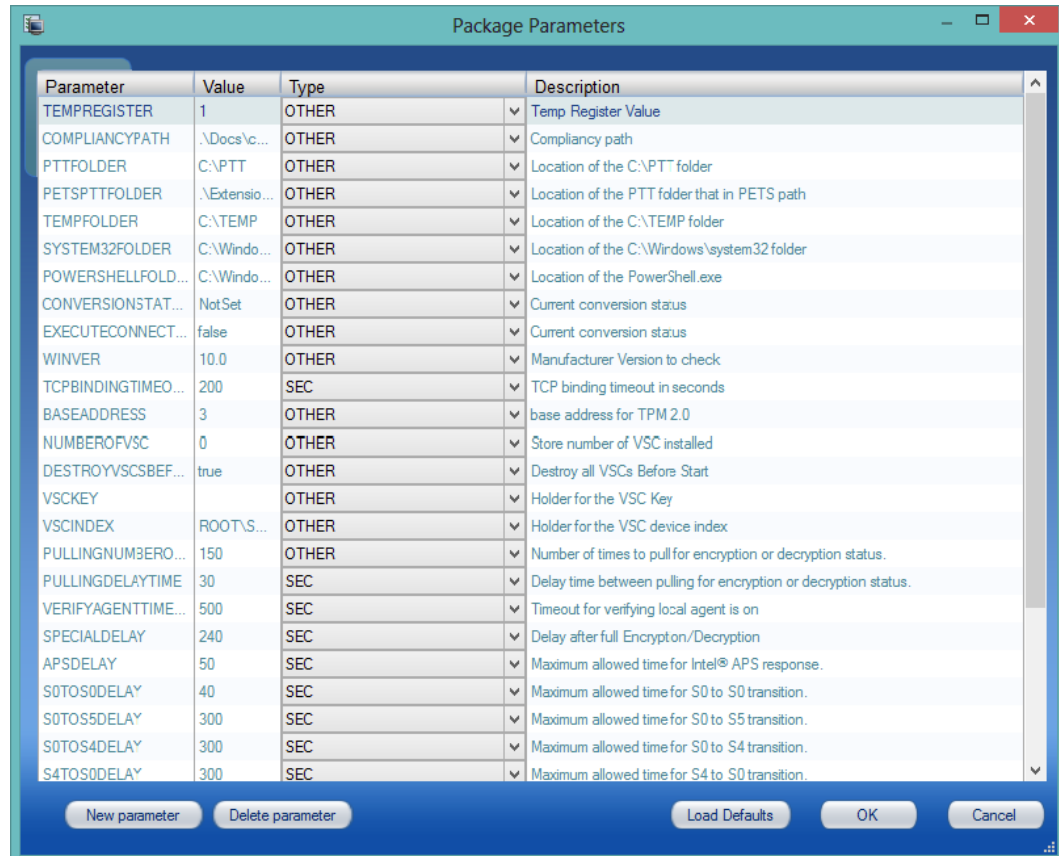 Package Parameters
Parameter Value Type Description
TEMPREGISTER 1 OTHER Temp Register Value
COMPLIANCYPATH .\Docs\c... OTHER Compliancy path
PTTFOLDER C:\PTT OTHER Location of the C:\PTT folder
PETSPTTFOLDER .\Extensio... OTHER Location of the PTT folder that in PETS path
TEMPFOLDER C:\TEMP OTHER Location of the C:\TEMP folder
SYSTEM32FOLDER C:\Windo... OTHER Location of the C:\Windows\system32 folder
POWERSHELLFOLD... C:\Windo... OTHER Location of the PowerShell.exe
CONVERSIONSTAT... NotSet OTHER Current conversion status
EXECUTECONNECT... false OTHER Current conversion status
WINVER 10.0 OTHER Manufacturer Version to check
TCPBINDINGTIMEO... 200 SEC TCP binding timeout in seconds
BASEADDRESS 3 OTHER base address for TPM 2.0
NUMBEROFVSC 0 OTHER Store number of VSC installed
DESTROYVSCSBEF... true OTHER Destroy all VSCs Before Start
VSCKEY OTHER Holder for the VSC Key
VSCINDEX ROOT\S... OTHER Holder for the VSC device index
PULLINGNUMBERO... 150 OTHER Number of times to pull for encryption or decryption status.
PULLINGDELAYTIME 30 SEC Delay time between pulling for encryption or decryption status.
VERIFYAGENTTIME... 500 SEC Timeout for verifying local agent is on
SPECIALDELAY 240 SEC Delay after full Encrypton/Decryption
APSDELAY 50 SEC Maximum allowed time for Intel® APS response.
S0TOS0DELAY 40 SEC Maximum allowed time for S0 to S0 transition.
S0TOS5DELAY 300 SEC Maximum allowed time for S0 to S5 transition.
S0TOS4DELAY 300 SEC Maximum allowed time for S0 to S4 transition.
S4TOS0DELAY 300 SEC Maximum allowed time for S4 to S0 transition.
New parameter Delete parameter Load Defaults OK Cancel